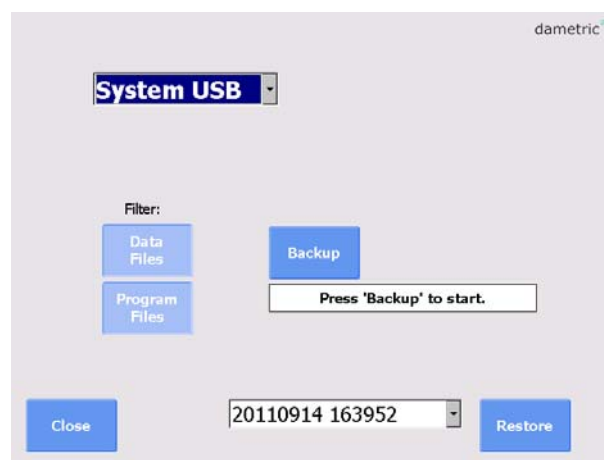 dametric
System USB
Filter:
Data
Files
Backup
Program
Files
Press 'Backup' to start.
Close
20110914 163952
Restore